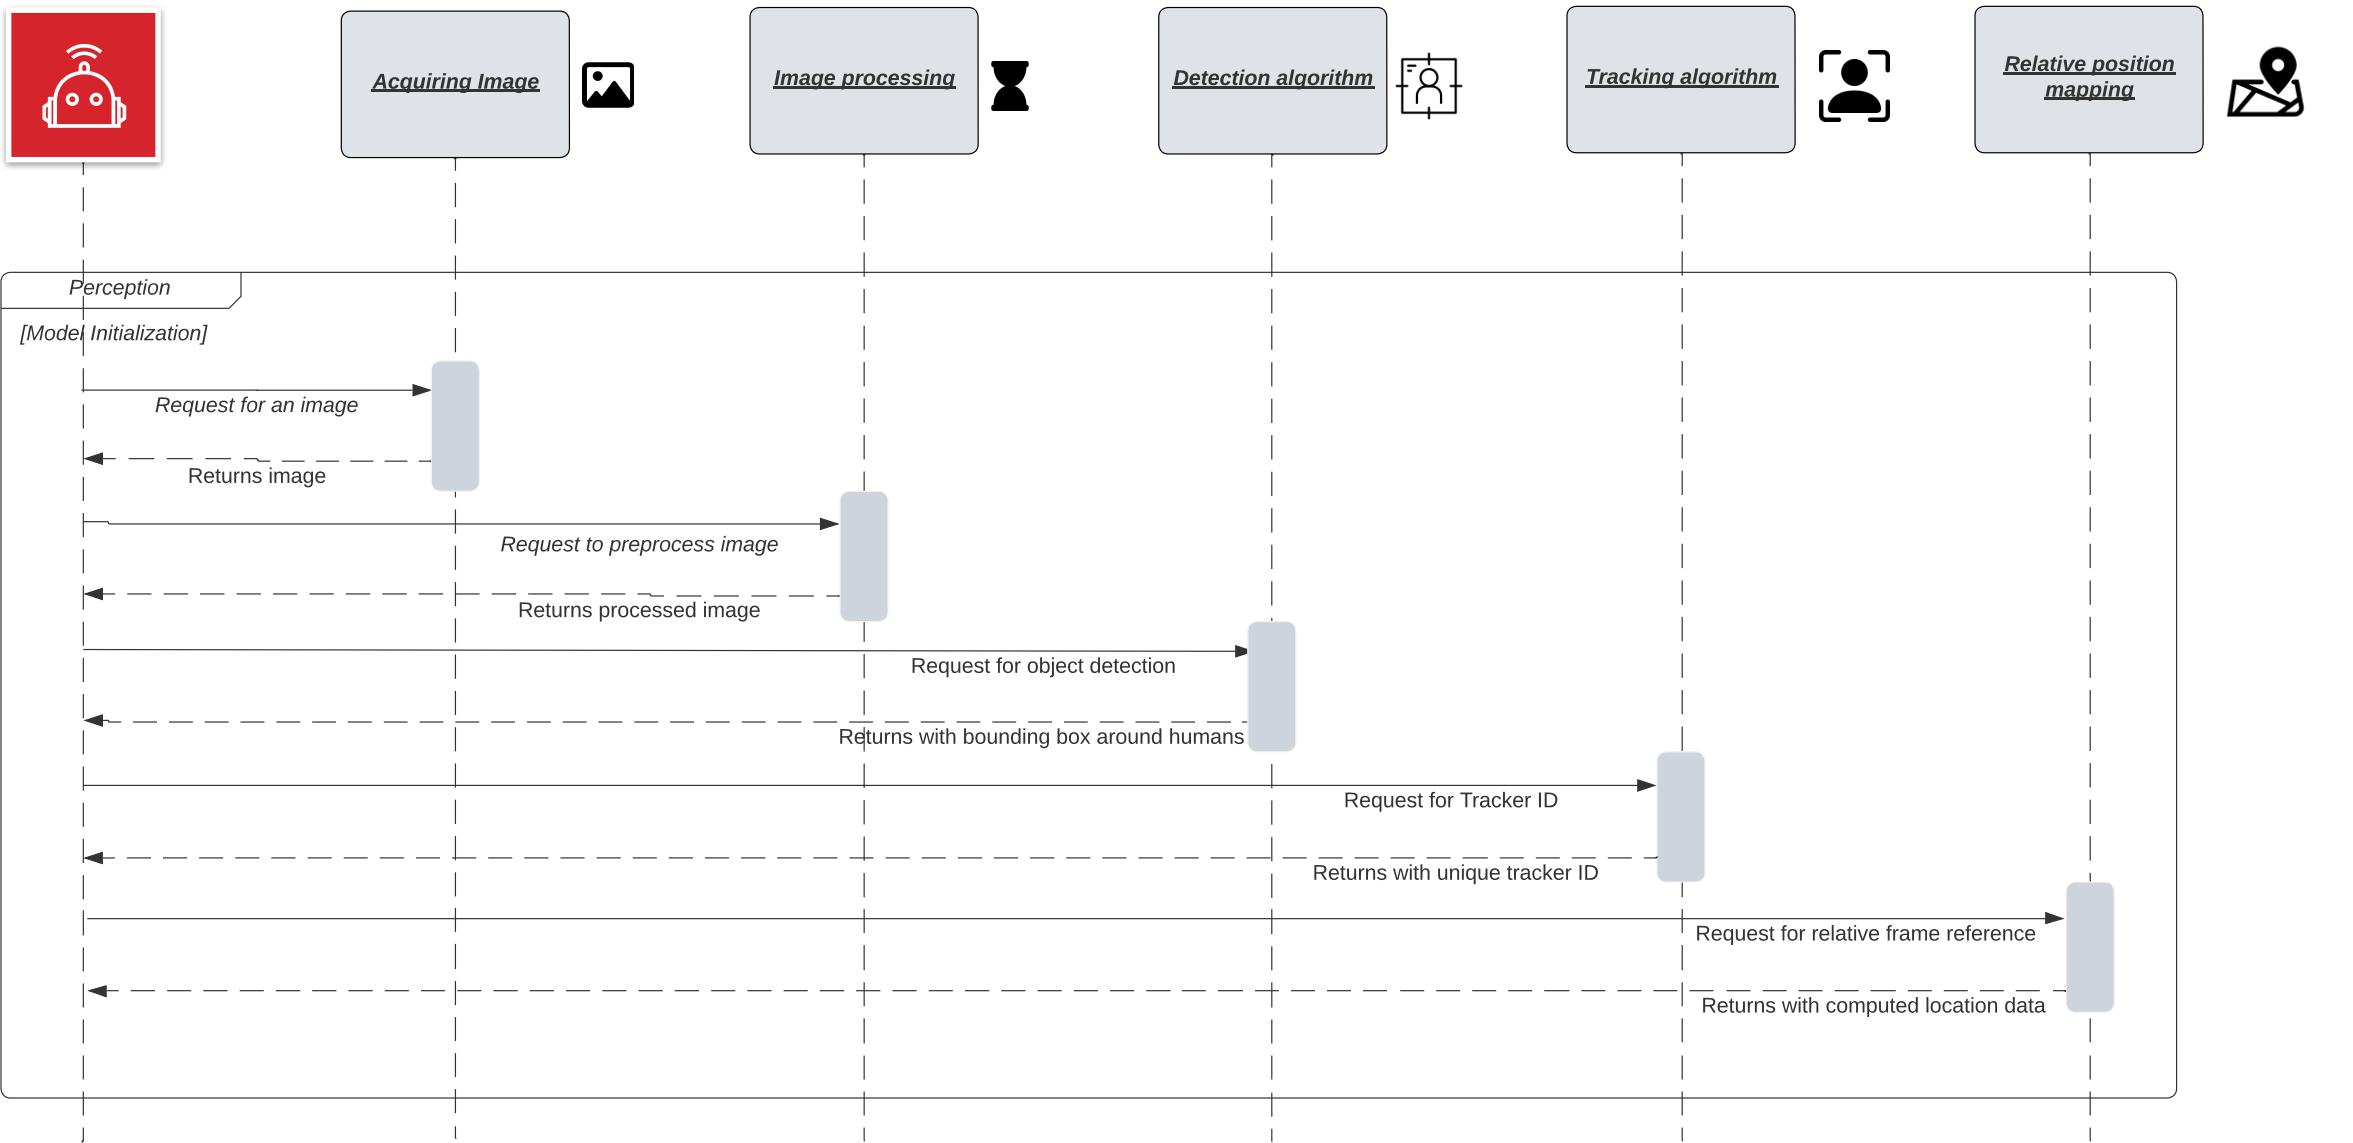 Acquiring Image
Image processing
Detection algorithm
Tracking algorithm
Relative position
mapping
Perception
[Model Initialization]
Request for an image
Returns image
Request to preprocess image
Returns processed image
Request for object detection
Returns with bounding box around humans
Request for Tracker ID
Returns with unique tracker ID
Request for relative frame reference
Returns with computed location data